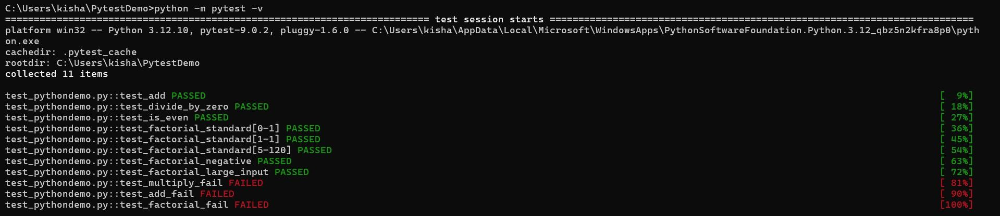 C:\Users\kisha\PytestDemo>python -m pytest -v
========================================================================== test session starts ==========================================================================
platform win32 -- Python 3.12.10, pytest-9.0.2, pluggy-1.6.0 -- C:\Users\kisha\AppData\Local\Microsoft\WindowsApps\PythonSoftwareFoundation.Python.3.12_qbz5n2kfra8p0\pyth
on.exe
cachedir: .pytest_cache
rootdir: C:\Users\kisha\PytestDemo
collected 11 items
test_pythondemo.py::test_add PASSED [  9%]
test_pythondemo.py::test_divide_by_zero PASSED [ 18%]
test_pythondemo.py::test_is_even PASSED [ 27%]
test_pythondemo.py::test_factorial_standard[0-1] PASSED [ 36%]
test_pythondemo.py::test_factorial_standard[1-1] PASSED [ 45%]
test_pythondemo.py::test_factorial_standard[5-120] PASSED [ 54%]
test_pythondemo.py::test_factorial_negative PASSED [ 63%]
test_pythondemo.py::test_factorial_large_input PASSED [ 72%]
test_pythondemo.py::test_multiply_fail FAILED [ 81%]
test_pythondemo.py::test_add_fail FAILED [ 90%]
test_pythondemo.py::test_factorial_fail FAILED [100%]